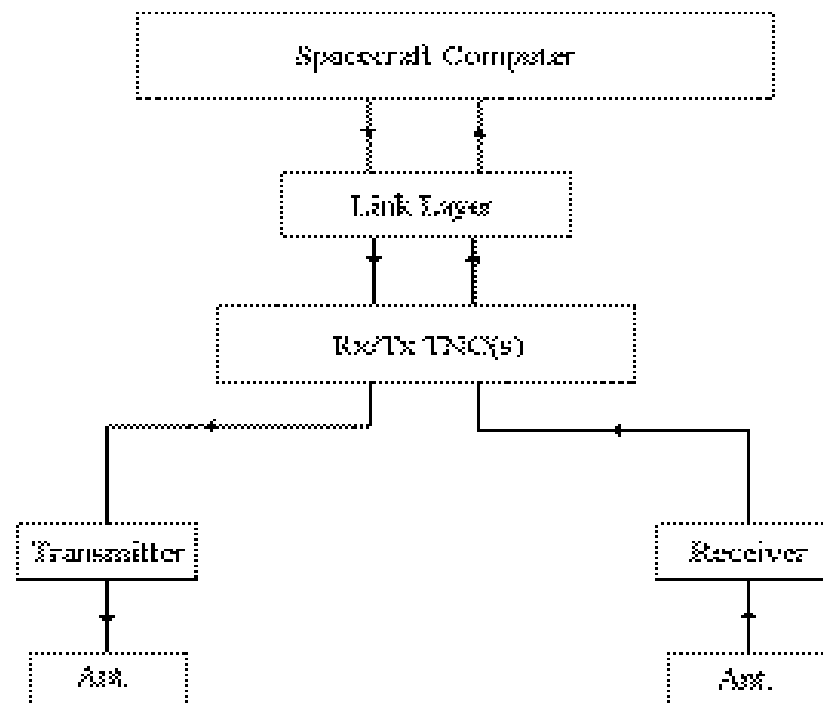 Spacecraft Computer
Link Layer
Rx/Tx TNC(s)
Transmitter
Receiver
Ant.
Ant.